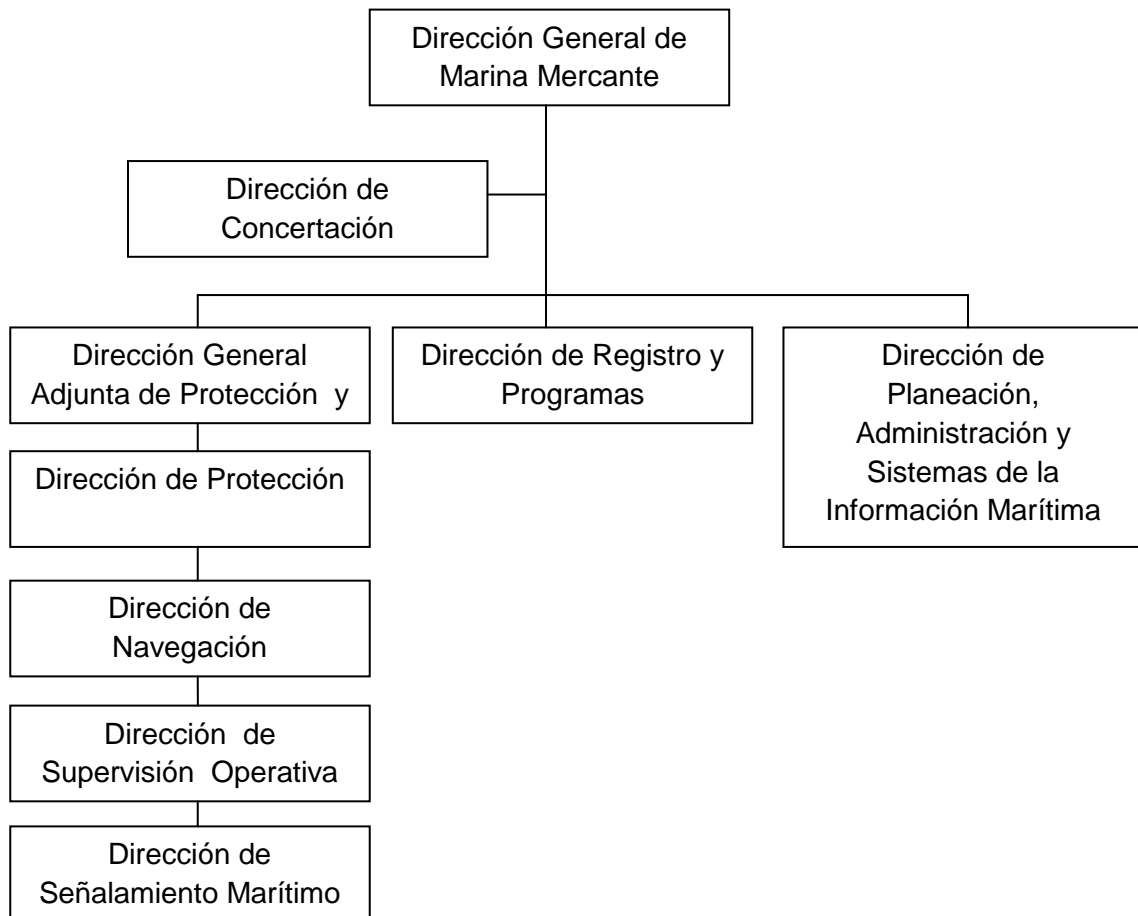 Dirección General de
Marina Mercante
Dirección de
Concertación
Dirección General
Adjunta de Protección y
Dirección de Registro y
Programas
Dirección de
Planeación,
Administración y
Sistemas de la
Información Marítima
Dirección de Protección
Dirección de
Navegación
Dirección de
Supervisión Operativa
Dirección de
Señalamiento Marítimo